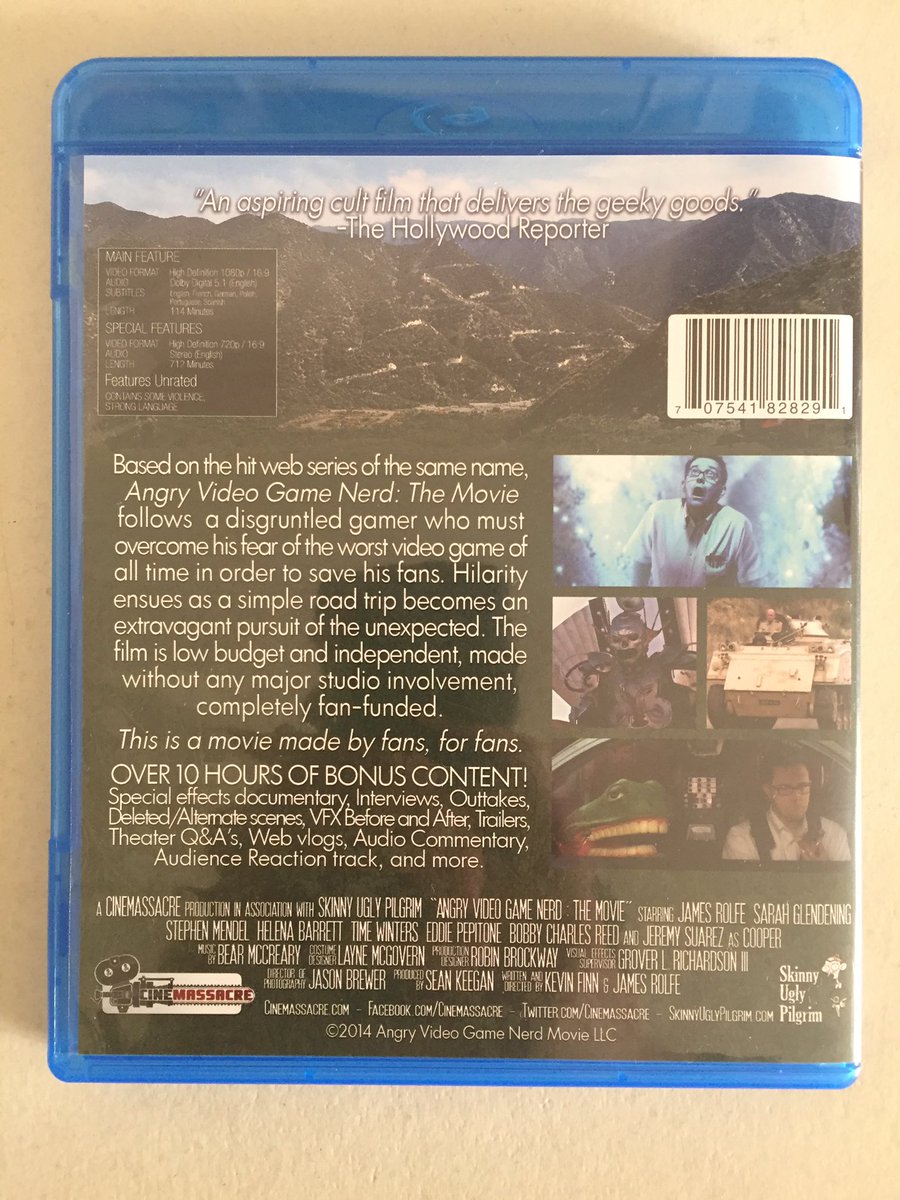 "An aspiring cult film that delivers the geeky goods."
-The Hollywood Reporter
MAIN FEATURE
VIDEO FORMAT High Definition 1080p / 16:9
AUDIO Dolby Digital 5.1 (English)
SUBTITLES English, French, German, Polish,
Portuguese, Spanish
LENGTH 114 Minutes
SPECIAL FEATURES
VIDEO FORMAT High Definition 720p / 16:9
AUDIO Stereo (English)
LENGTH 712 Minutes
Features Unrated
CONTAINS SOME VIOLENCE,
STRONG LANGUAGE
7 07541 82829 1
Based on the hit web series of the same name,
Angry Video Game Nerd: The Movie
follows a disgruntled gamer who must
overcome his fear of the worst video game of
all time in order to save his fans. Hilarity
ensues as a simple road trip becomes an
extravagant pursuit of the unexpected. The
film is low budget and independent, made
without any major studio involvement,
completely fan-funded.
This is a movie made by fans, for fans.
OVER 10 HOURS OF BONUS CONTENT!
Special effects documentary, Interviews, Outtakes,
Deleted/Alternate scenes, VFX Before and After, Trailers,
Theater Q&A's, Web vlogs, Audio Commentary,
Audience Reaction track, and more.
A CINEMASSACRE PRODUCTION IN ASSOCIATION WITH SKINNY UGLY PILGRIM "ANGRY VIDEO GAME NERD : THE MOVIE" STARRING JAMES ROLFE SARAH GLENDENING
STEPHEN MENDEL HELENA BARRETT TIME WINTERS EDDIE PEPITONE BOBBY CHARLES REED AND JEREMY SUAREZ AS COOPER
MUSIC BY BEAR MCCREARY COSTUME DESIGNER LAYNE MCGOVERN PRODUCTION DESIGNER ROBIN BROCKWAY VISUAL EFFECTS SUPERVISOR GROVER L. RICHARDSON III
DIRECTOR OF PHOTOGRAPHY JASON BREWER PRODUCED BY SEAN KEEGAN WRITTEN AND DIRECTED BY KEVIN FINN & JAMES ROLFE
CINEMASSACRE
CINEMASSACRE.COM - FACEBOOK.COM/CINEMASSACRE - TWITTER.COM/CINEMASSACRE - SKINNYUGLYPILGRIM.COM
Skinny
Ugly
Pilgrim
©2014 Angry Video Game Nerd Movie LLC